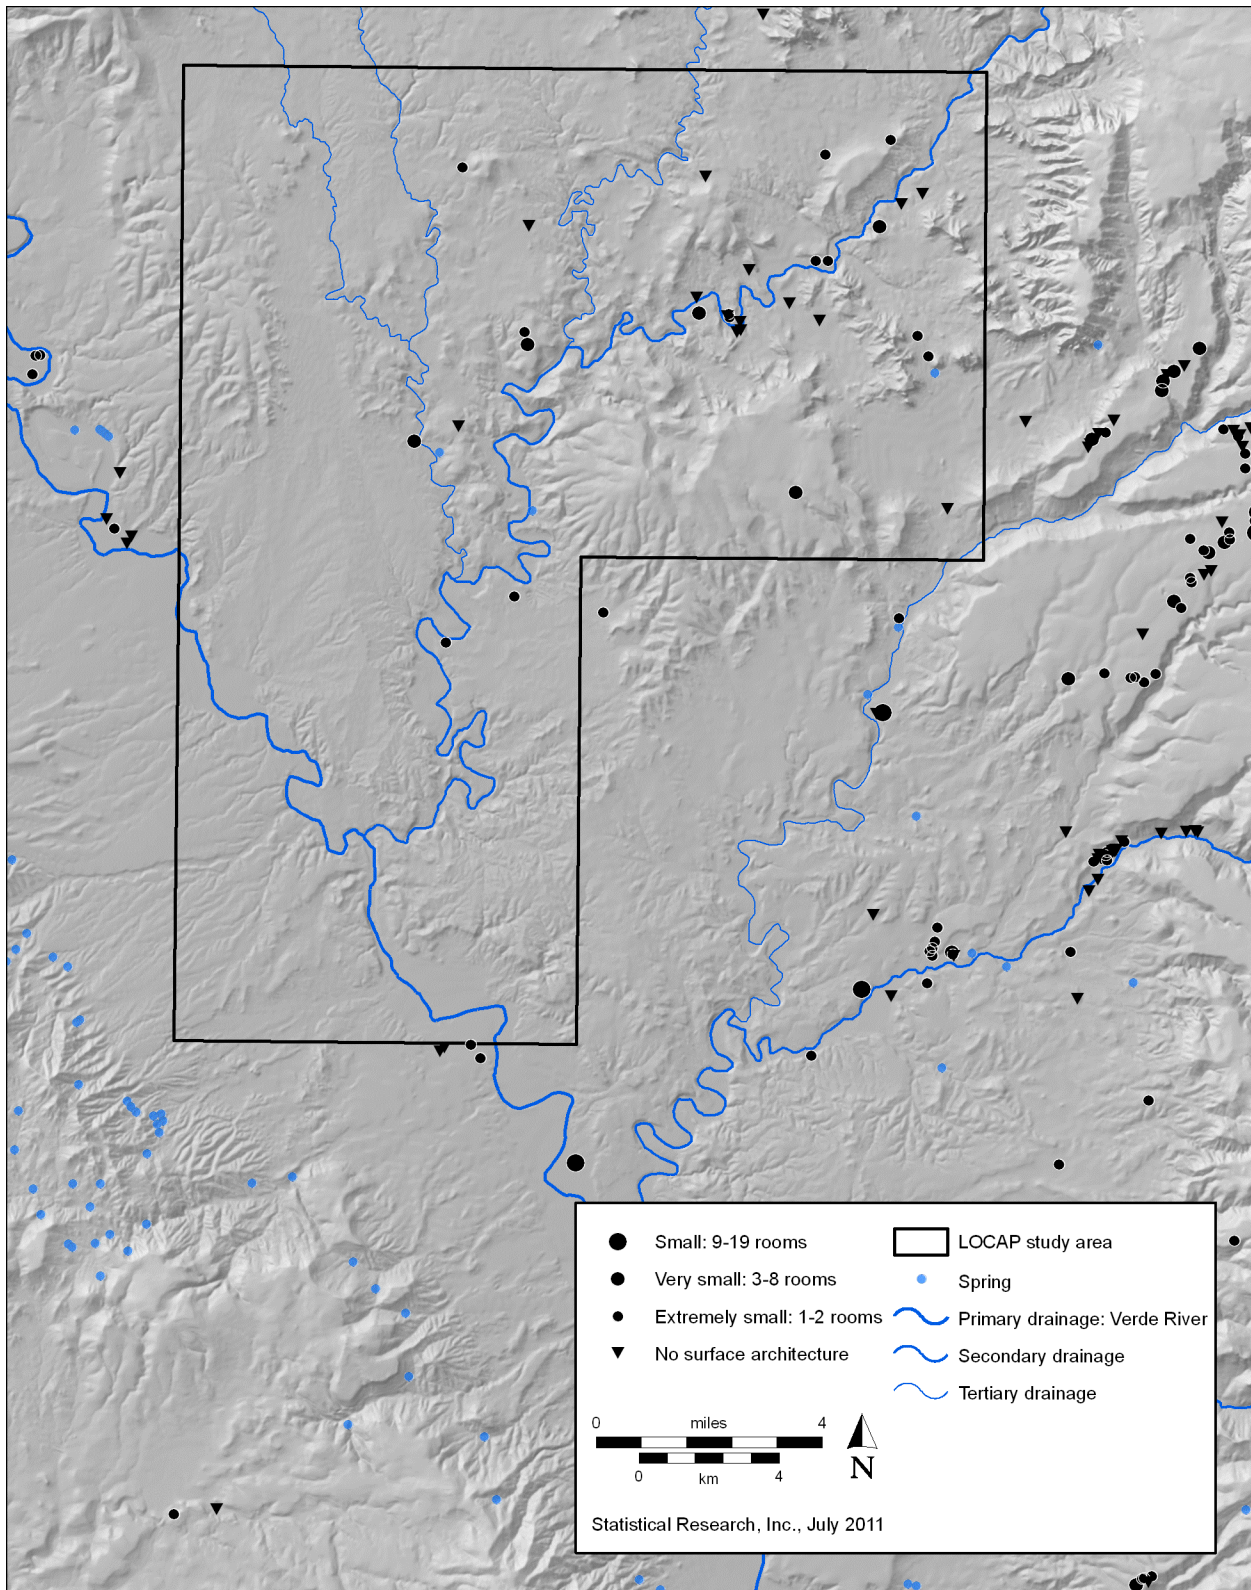 Small: 9-19 rooms
Very small: 3-8 rooms
Extremely small: 1-2 rooms
No surface architecture
LOCAP study area
Spring
Primary drainage: Verde River
Secondary drainage
Tertiary drainage
0 miles 4
0 km 4
N
Statistical Research, Inc., July 2011